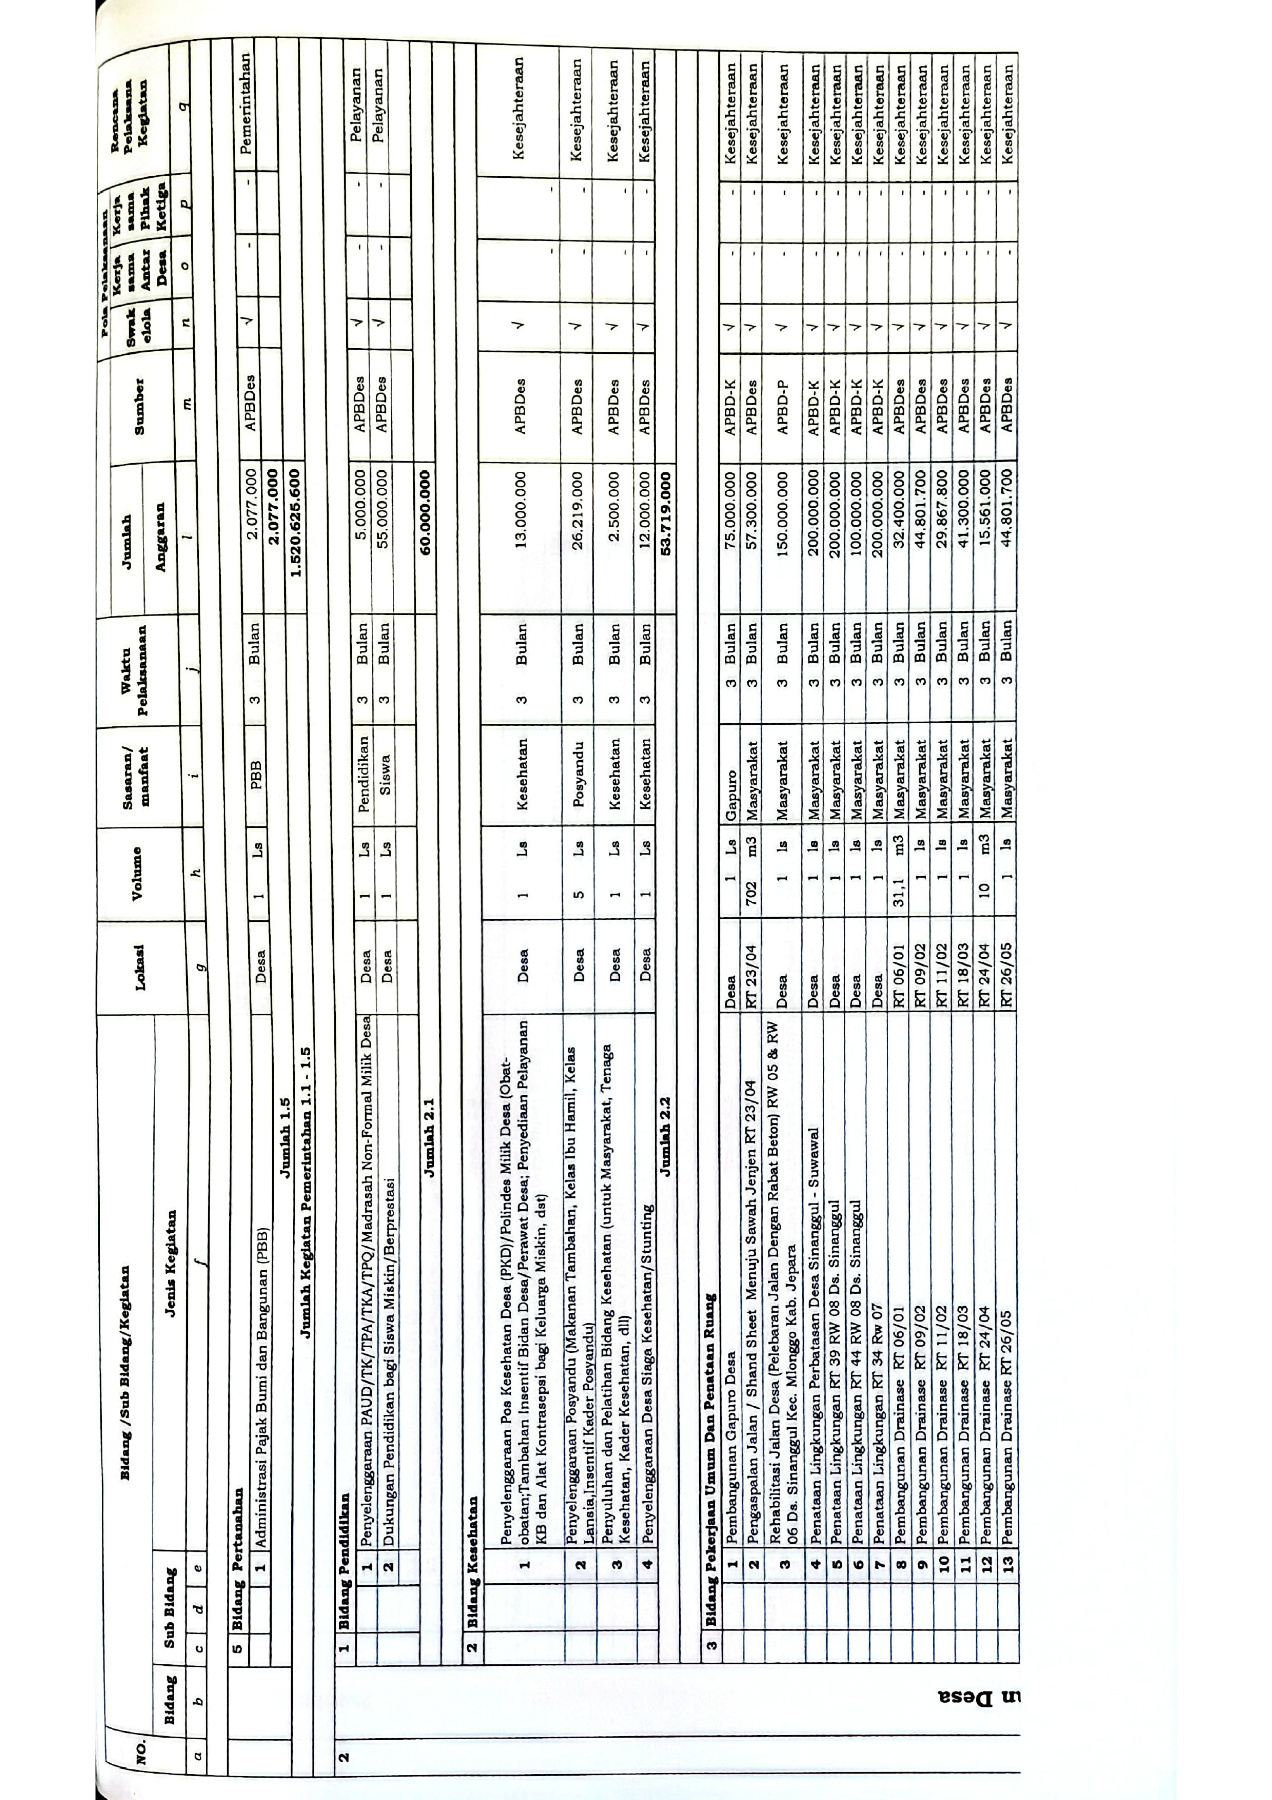 NO. Bidang /Sub Bidang/Kegiatan Lokasi Volume Sasaran/ manfaat Waktu Pelaksanaan Jumlah Anggaran Sumber Pola Pelaksanaan Rencana Pelaksana Kegiatan
Bidang Sub Bidang Jenis Kegiatan Swak elola Kerja sama Antar Desa Kerja sama Pihak Ketiga
a b c d e f g h i j l m n o p q
5 Bidang Pertanahan
1 Administrasi Pajak Bumi dan Bangunan (PBB) Desa 1 Ls PBB 3 Bulan 2.077.000 APBDes √ - - Pemerintahan
Jumlah 1.5 2.077.000
Jumlah Kegiatan Pemerintahan 1.1 - 1.5 1.520.625.600
2 1 Bidang Pendidikan
1 Penyelenggaraan PAUD/TK/TPA/TKA/TPQ/Madrasah Non-Formal Milik Desa Desa 1 Ls Pendidikan 3 Bulan 5.000.000 APBDes √ - - Pelayanan
2 Dukungan Pendidikan bagi Siswa Miskin/Berprestasi Desa 1 Ls Siswa 3 Bulan 55.000.000 APBDes √ - - Pelayanan
Jumlah 2.1 60.000.000
2 Bidang Kesehatan
1 Penyelenggaraan Pos Kesehatan Desa (PKD)/Polindes Milik Desa (Obat-
obatan;Tambahan Insentif Bidan Desa/Perawat Desa; Penyediaan Pelayanan
KB dan Alat Kontrasepsi bagi Keluarga Miskin, dst) Desa 1 Ls Kesehatan 3 Bulan 13.000.000 APBDes √ - - Kesejahteraan
2 Penyelenggaraan Posyandu (Makanan Tambahan, Kelas Ibu Hamil, Kelas
Lansia,Insentif Kader Posyandu) Desa 5 Ls Posyandu 3 Bulan 26.219.000 APBDes √ - - Kesejahteraan
3 Penyuluhan dan Pelatihan Bidang Kesehatan (untuk Masyarakat, Tenaga
Kesehatan, Kader Kesehatan, dll) Desa 1 Ls Kesehatan 3 Bulan 2.500.000 APBDes √ - - Kesejahteraan
4 Penyelenggaraan Desa Siaga Kesehatan/Stunting Desa 1 Ls Kesehatan 3 Bulan 12.000.000 APBDes √ - - Kesejahteraan
Jumlah 2.2 53.719.000
3 Bidang Pekerjaan Umum Dan Penataan Ruang
1 Pembangunan Gapuro Desa Desa 1 Ls Gapuro 3 Bulan 75.000.000 APBD-K √ - - Kesejahteraan
2 Pengaspalan Jalan / Shand Sheet Menuju Sawah Jenjen RT 23/04 RT 23/04 702 m3 Masyarakat 3 Bulan 57.300.000 APBDes √ - - Kesejahteraan
3 Rehabilitasi Jalan Desa (Pelebaran Jalan Dengan Rabat Beton) RW 05 & RW
06 Ds. Sinanggul Kec. Mlonggo Kab. Jepara Desa 1 ls Masyarakat 3 Bulan 150.000.000 APBD-P √ - - Kesejahteraan
4 Penataan Lingkungan Perbatasan Desa Sinanggul - Suwawal Desa 1 ls Masyarakat 3 Bulan 200.000.000 APBD-K √ - - Kesejahteraan
5 Penataan Lingkungan RT 39 RW 08 Ds. Sinanggul Desa 1 ls Masyarakat 3 Bulan 200.000.000 APBD-K √ - - Kesejahteraan
6 Penataan Lingkungan RT 44 RW 08 Ds. Sinanggul Desa 1 ls Masyarakat 3 Bulan 100.000.000 APBD-K √ - - Kesejahteraan
7 Penataan Lingkungan RT 34 Rw 07 Desa 1 ls Masyarakat 3 Bulan 200.000.000 APBD-K √ - - Kesejahteraan
8 Pembangunan Drainase RT 06/01 RT 06/01 31,1 m3 Masyarakat 3 Bulan 32.400.000 APBDes √ - - Kesejahteraan
9 Pembangunan Drainase RT 09/02 RT 09/02 1 ls Masyarakat 3 Bulan 44.801.700 APBDes √ - - Kesejahteraan
10 Pembangunan Drainase RT 11/02 RT 11/02 1 ls Masyarakat 3 Bulan 29.867.800 APBDes √ - - Kesejahteraan
11 Pembangunan Drainase RT 18/03 RT 18/03 1 ls Masyarakat 3 Bulan 41.300.000 APBDes √ - - Kesejahteraan
12 Pembangunan Drainase RT 24/04 RT 24/04 10 m3 Masyarakat 3 Bulan 15.561.000 APBDes √ - - Kesejahteraan
13 Pembangunan Drainase RT 26/05 RT 26/05 1 ls Masyarakat 3 Bulan 44.801.700 APBDes √ - - Kesejahteraan
Desa